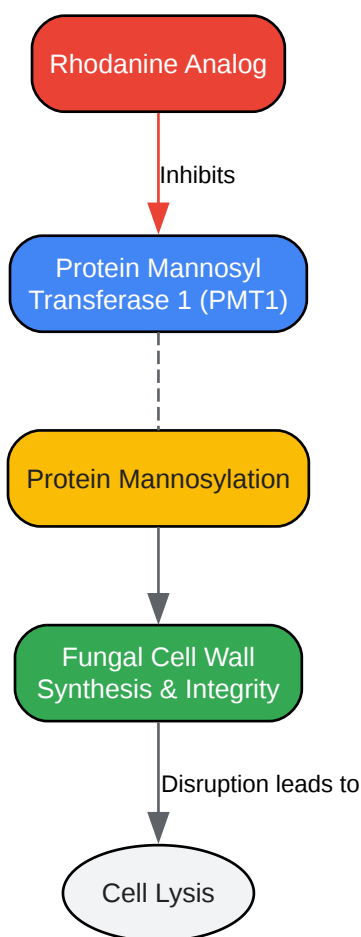 Rhodanine Analog
Inhibits
Protein Mannosyl
Transferase 1 (PMT1)
Protein Mannosylation
Fungal Cell Wall
Synthesis & Integrity
Disruption leads to
Cell Lysis